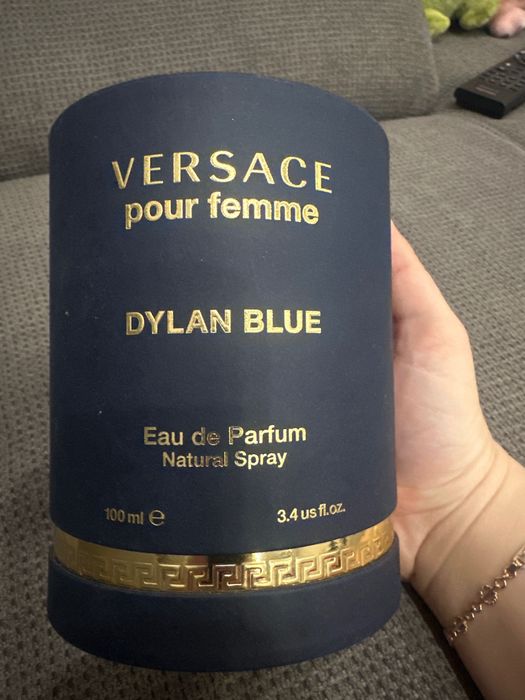 VERSACE
pour femme
DYLAN BLUE
Eau de Parfum
Natural Spray
100 ml ℮ 3.4 us fl.oz.